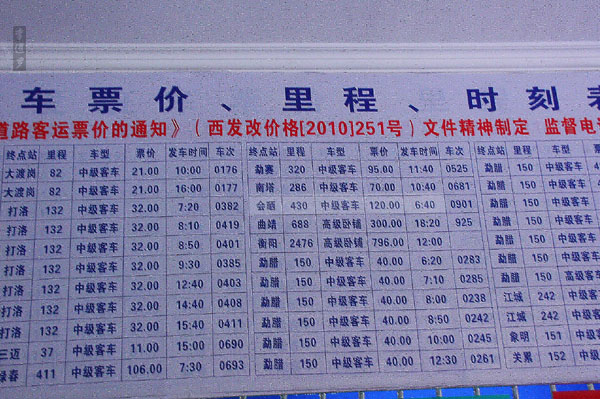 车票价、里程、时刻表
道路客运票价的通知》（西发改价格[2010]251号）文件精神制定 监督电话
终点站 里程 车型 票价 发车时间 车次 终点站 里程 车型 票价 发车时间 车次 终点站 里程 车型
大渡岗 82 中级客车 21.00 10:00 0176 勐赛 320 中级客车 95.00 11:40 0525 勐腊 150 中级客
大渡岗 82 中级客车 21.00 16:00 0177 南塔 286 中级客车 70.00 10:40 0681 勐腊 150 中级客
打洛 132 中级客车 32.00 7:20 0382 会晒 430 中级客车 120.00 6:40 0901 勐腊 150 中级客
打洛 132 中级客车 32.00 8:10 0419 曲靖 688 高级卧铺 300.00 18:20 925 勐腊 150 中级客
打洛 132 中级客车 32.00 8:50 0401 衡阳 2476 高级卧铺 796.00 12:00 勐腊 150 中级客
打洛 132 中级客车 32.00 9:30 0385 勐腊 150 中级客车 40.00 6:20 0283 勐腊 150 中级客
打洛 132 中级客车 32.00 12:40 0403 勐腊 150 中级客车 40.00 7:10 0285 勐腊 150 高级客
打洛 132 中级客车 32.00 14:40 0408 勐腊 150 中级客车 40.00 8:00 0238 江城 242 中级客
打洛 132 中级客车 32.00 15:40 0411 勐腊 150 中级客车 40.00 8:50 0242 江城 242 中级客
三迈 37 中级客车 11.00 15:00 0690 勐腊 150 中级客车 40.00 10:00 0245 象明 151 中级客
绿春 411 中级客车 106.00 7:30 0693 勐腊 150 中级客车 40.00 12:30 0261 关累 152 中级客